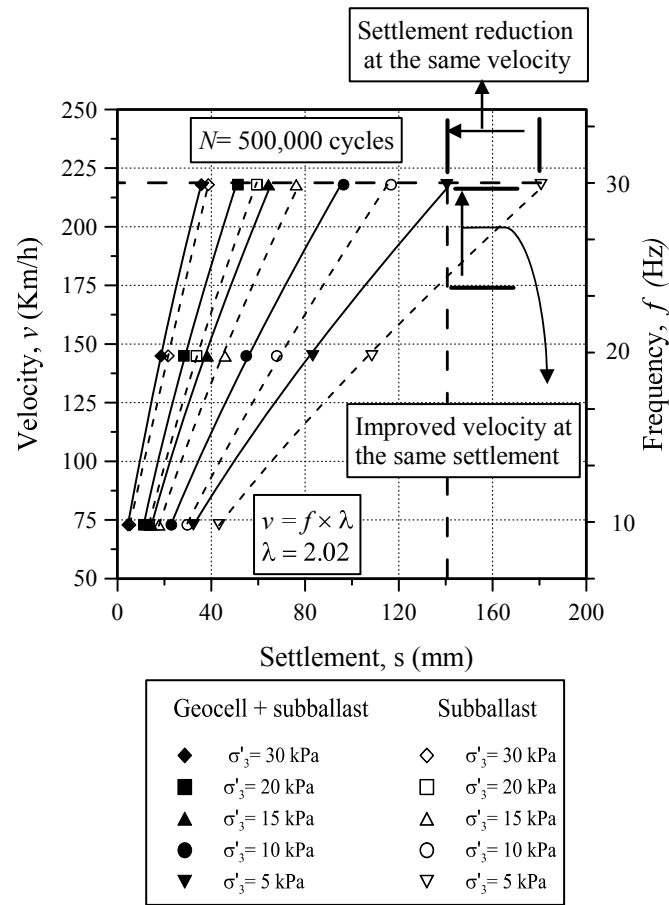 Settlement reduction
at the same velocity
250
225
200
175
150
125
100
75
50
Velocity, v (Km/h)
N= 500,000 cycles
30
20
10
Frequency, f (Hz)
Improved velocity at
the same settlement
v = f × λ
λ = 2.02
0 40 80 120 160 200
Settlement, s (mm)
Geocell + subballast Subballast
σ'3= 30 kPa σ'3= 30 kPa
σ'3= 20 kPa σ'3= 20 kPa
σ'3= 15 kPa σ'3= 15 kPa
σ'3= 10 kPa σ'3= 10 kPa
σ'3= 5 kPa σ'3= 5 kPa